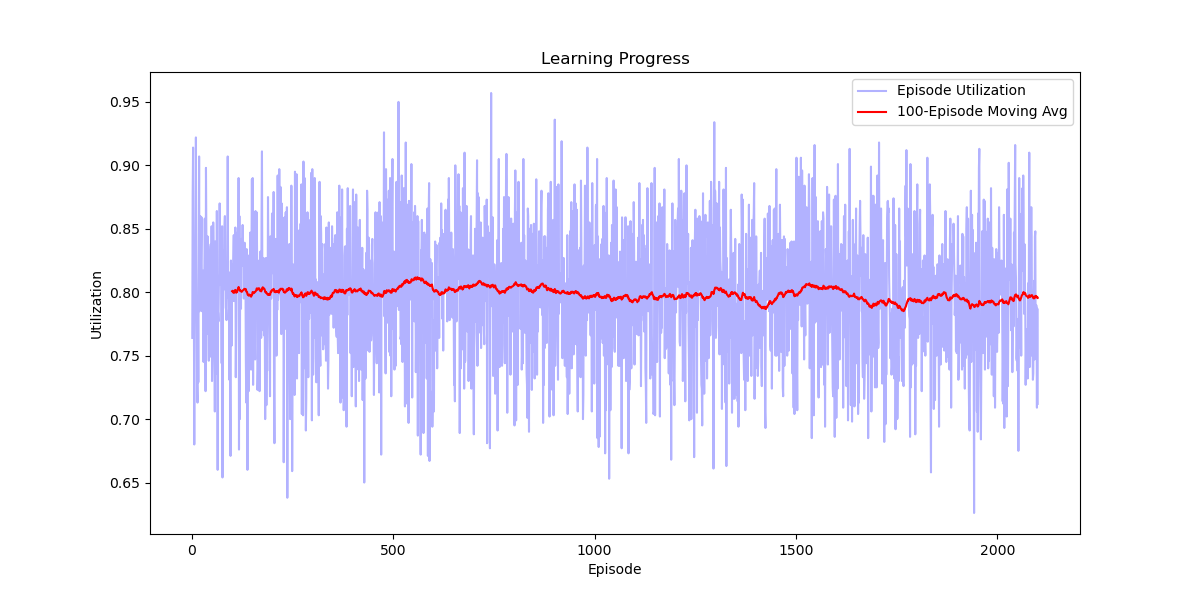 Learning Progress
Episode Utilization
100-Episode Moving Avg
0.95
0.90
0.85
0.80
0.75
0.70
0.65
Utilization
0
500
1000
1500
2000
Episode